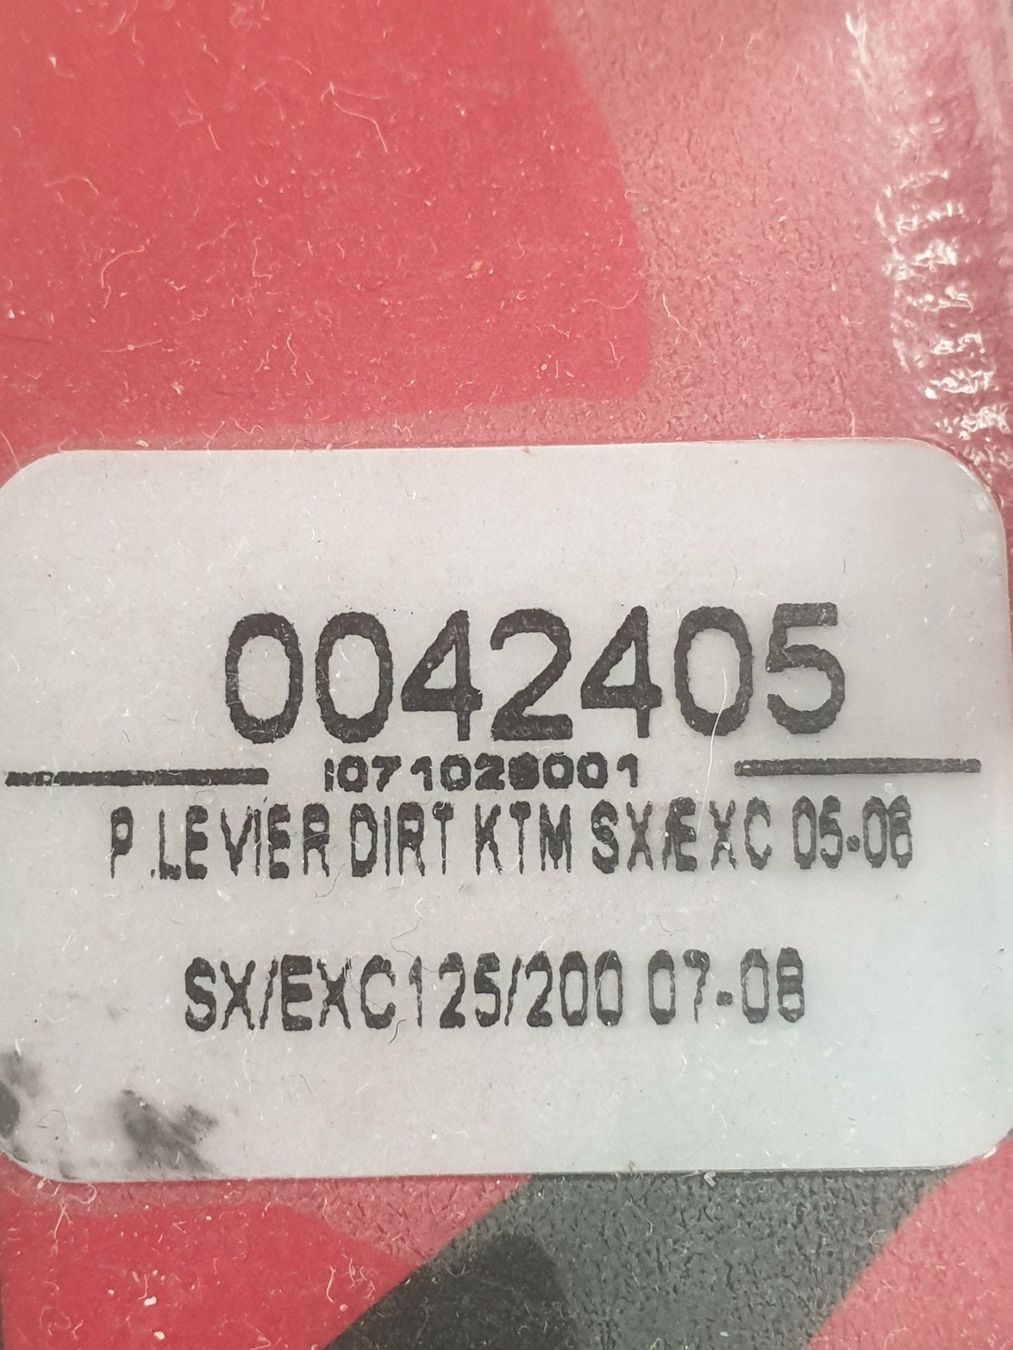 0042405
I071028001
P.LEVIER DIRT KTM SX/EXC 05-06
SX/EXC125/200 07-08